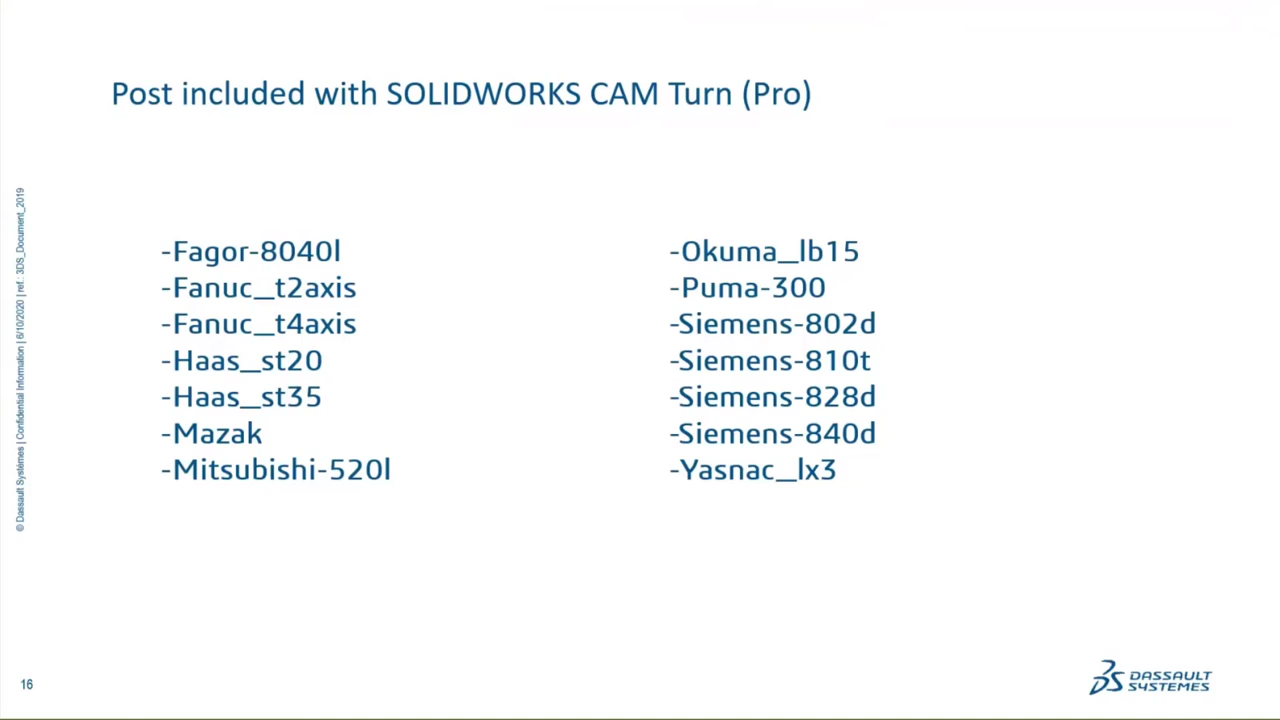 Post included with SOLIDWORKS CAM Turn (Pro)
-Fagor-8040l
-Fanuc_t2axis
-Fanuc_t4axis
-Haas_st20
-Haas_st35
-Mazak
-Mitsubishi-520l
-Okuma_lb15
-Puma-300
-Siemens-802d
-Siemens-810t
-Siemens-828d
-Siemens-840d
-Yasnac_lx3
© Dassault Systèmes | Confidential Information | 6/10/2020 | ref.: 3DS_Document_2019
16
DASSAULT
SYSTEMES